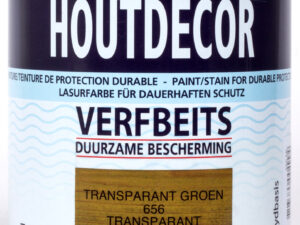 HOUTDECOR
TEINTURE DE PROTECTION DURABLE - PAINT/STAIN FOR DURABLE
LASURFARBE FÜR DAUERHAFTEN SCHUTZ
VERFBEITS
DUURZAME BESCHERMING
TRANSPARANT GROEN
656
TRANSPARANT